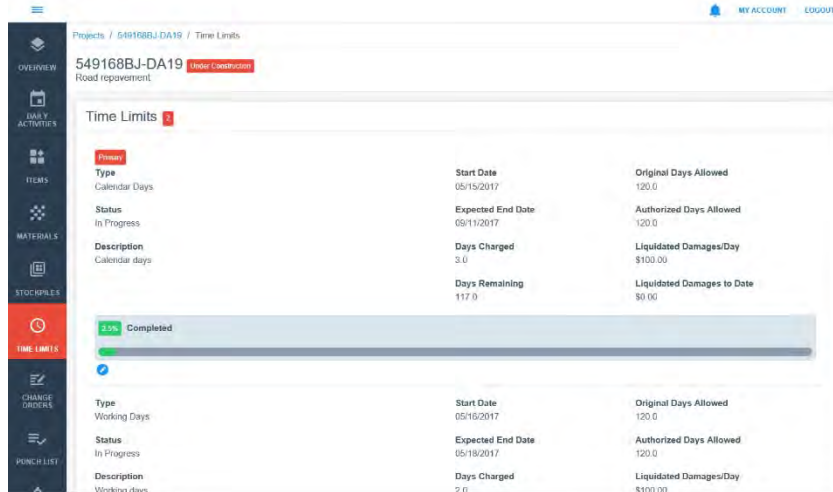 MY ACCOUNT LOGOUT
Projects / 549168BJ-DA19 / Time Limits
549168BJ-DA19 Under Construction
Road repavement
OVERVIEW
DAILY ACTIVITIES
ITEMS
MATERIALS
STOCKPILES
TIME LIMITS
CHANGE ORDERS
PUNCH LIST
Time Limits 2
Primary
Type Start Date Original Days Allowed
Calendar Days 05/15/2017 120.0
Status Expected End Date Authorized Days Allowed
In Progress 09/11/2017 120.0
Description Days Charged Liquidated Damages/Day
Calendar days 3.0 $100.00
Days Remaining Liquidated Damages to Date
117.0 $0.00
2.5% Completed
Type Start Date Original Days Allowed
Working Days 05/16/2017 120.0
Status Expected End Date Authorized Days Allowed
In Progress 05/18/2017 120.0
Description Days Charged Liquidated Damages/Day
Working days 2.0 $100.00